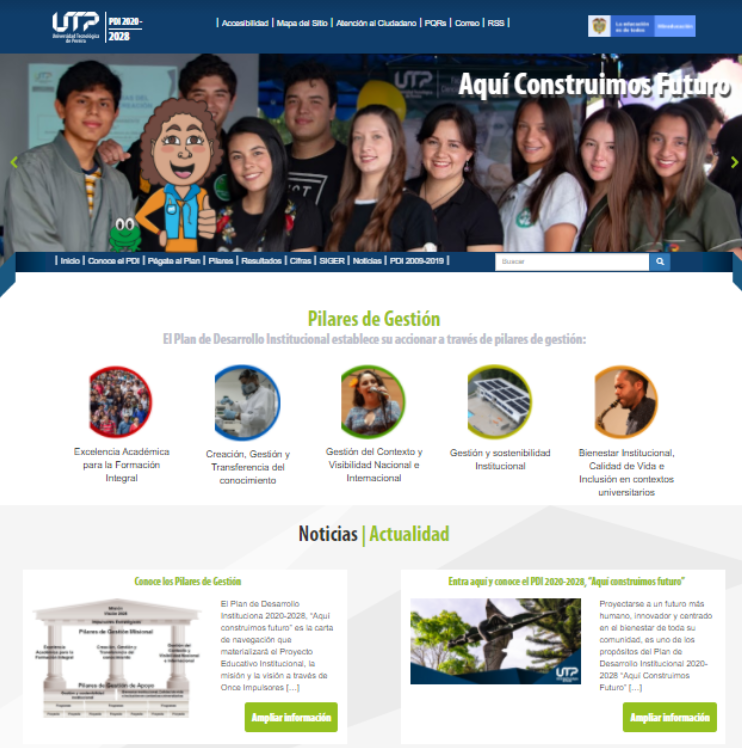 UTP
Universidad Tecnológica
de Pereira
PDI 2020 -
2028
| Accesibilidad | Mapa del Sitio | Atención al Ciudadano | PQRs | Correo | RSS |
La educación
es de todos
Mineducación
UTP
Aquí Construimos Futuro
| Inicio | Conoce el PDI | Págate al Plan | Pilares | Resultados | Cifras | SIGER | Noticias | PDI 2009-2019 |
Buscar
Pilares de Gestión
El Plan de Desarrollo Institucional establece su accionar a través de pilares de gestión:
Excelencia Académica
para la Formación
Integral
Creación, Gestión y
Transferencia del
conocimiento
Gestión del Contexto y
Visibilidad Nacional e
Internacional
Gestión y sostenibilidad
Institucional
Bienestar Institucional,
Calidad de Vida e
Inclusión en contextos
universitarios
Noticias | Actualidad
Conoce los Pilares de Gestión
Pilares de Gestión Misional
Excelencia
Académica para la
Formación Integral
Creación, Gestión y
Transferencia del
conocimiento
Gestión del
Contexto y
Visibilidad Nacional
e Internacional
Pilares de Gestión de Apoyo
El Plan de Desarrollo
Instituciona 2020-2028, “Aquí
construimos futuro” es la carta
de navegación que
materializará el Proyecto
Educativo Institucional, la
misión y la visión a través de
Once Impulsores [...]
Ampliar información
Entra aquí y conoce el PDI 2020-2028, “Aquí construimos futuro”
UTP
Proyectarse a un futuro más
humano, innovador y centrado
en el bienestar de toda su
comunidad, es uno de los
propósitos del Plan de
Desarrollo Institucional 2020-
2028 “Aquí Construimos
Futuro” [...]
Ampliar información